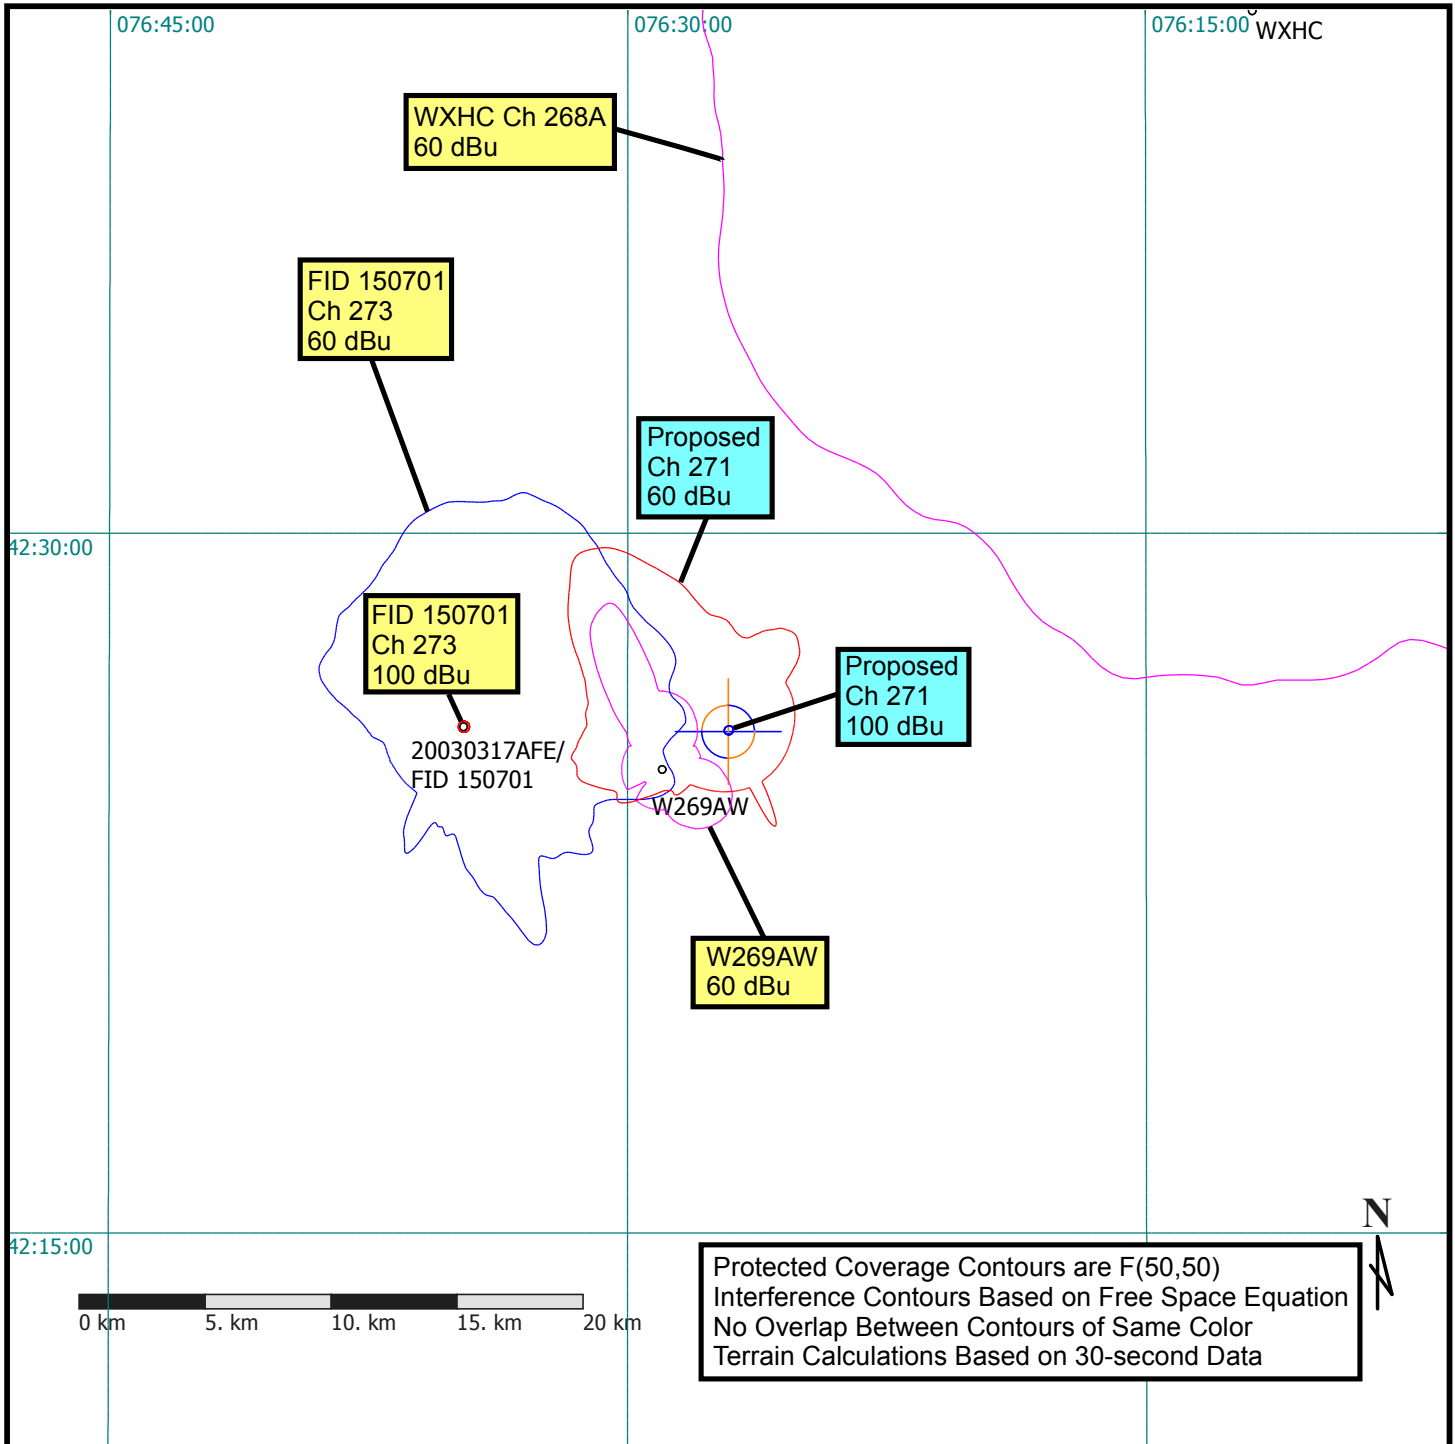 076:45:00
076:30:00
076:15:00
WXHC
WXHC Ch 268A
60 dBu
FID 150701
Ch 273
60 dBu
Proposed
Ch 271
60 dBu
42:30:00
FID 150701
Ch 273
100 dBu
Proposed
Ch 271
100 dBu
20030317AFE/
FID 150701
W269AW
W269AW
60 dBu
42:15:00
N
Protected Coverage Contours are F(50,50)
Interference Contours Based on Free Space Equation
No Overlap Between Contours of Same Color
Terrain Calculations Based on 30-second Data
0 km
5. km
10. km
15. km
20 km